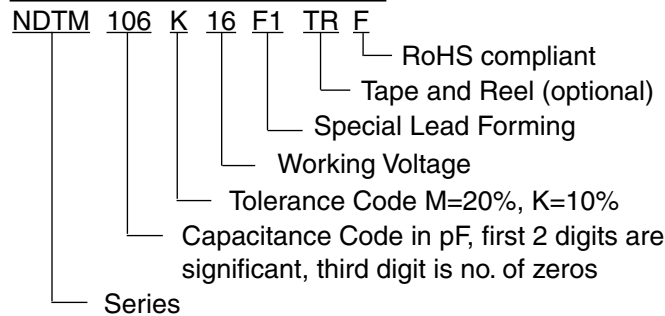 NDTM 106 K 16 F1 TR F
RoHS compliant
Tape and Reel (optional)
Special Lead Forming
Working Voltage
Tolerance Code M=20%, K=10%
Capacitance Code in pF, first 2 digits are
significant, third digit is no. of zeros
Series